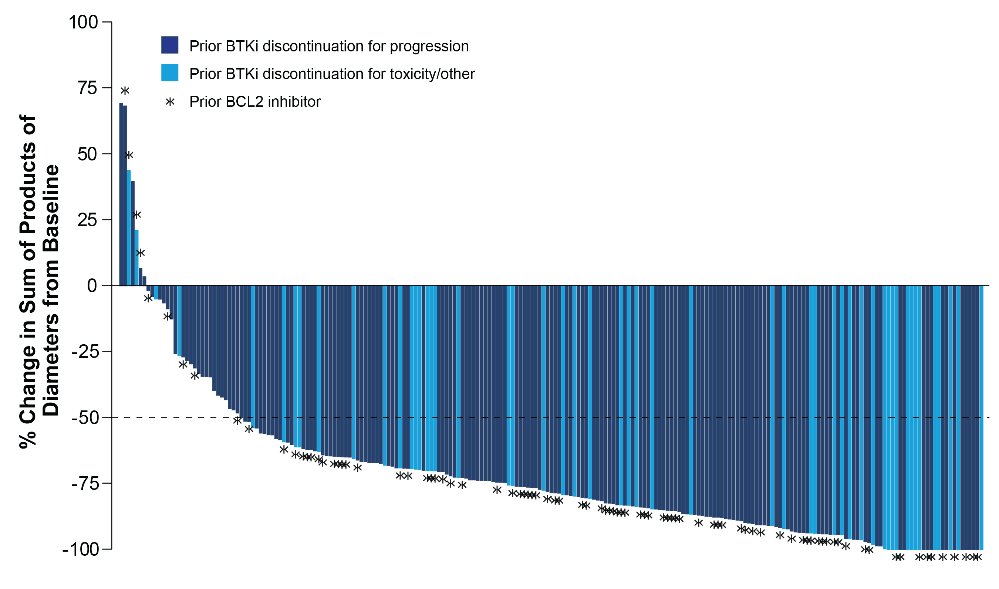 % Change in Sum of Products of
Diameters from Baseline
100
75
50
25
0
-25
-50
-75
-100
Prior BTKi discontinuation for progression
Prior BTKi discontinuation for toxicity/other
Prior BCL2 inhibitor